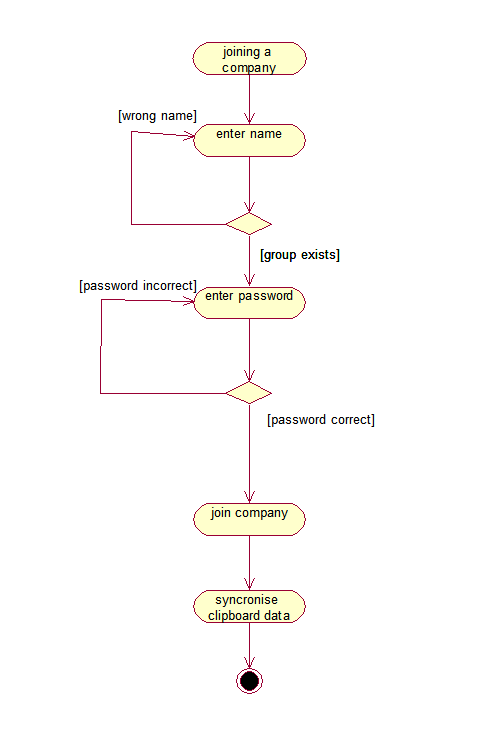 joining a
company
[wrong name]
enter name
[group exists]
[password incorrect]
enter password
[password correct]
join company
syncronise
clipboard data